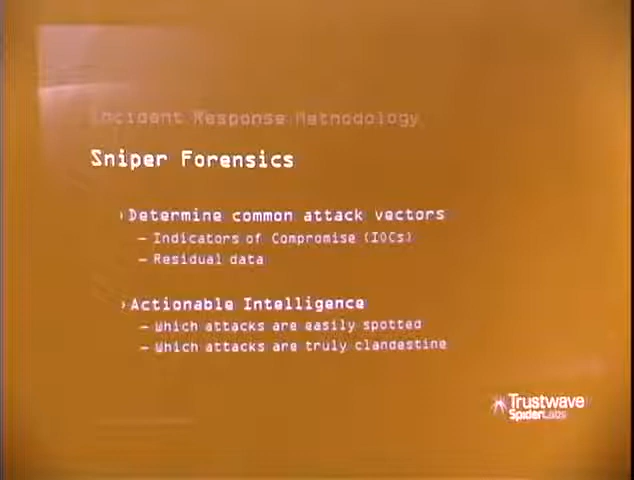 Incident Response Methodology
Sniper Forensics
›Determine common attack vectors
– Indicators of Compromise (IOCs)
– Residual data
›Actionable Intelligence
– Which attacks are easily spotted
– Which attacks are truly clandestine
Trustwave
SpiderLabs